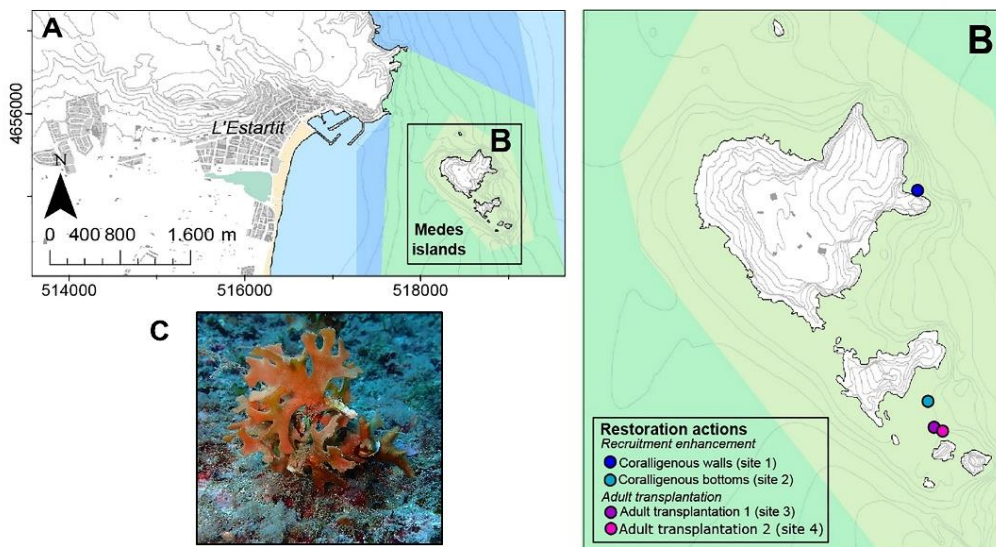 A
4656000
L'Estartit
N
0 400 800 1.600 m
B
Medes
islands
514000 516000 518000
C
B
Restoration actions
Recruitment enhancement
Coralligenous walls (site 1)
Coralligenous bottoms (site 2)
Adult transplantation
Adult transplantation 1 (site 3)
Adult transplantation 2 (site 4)